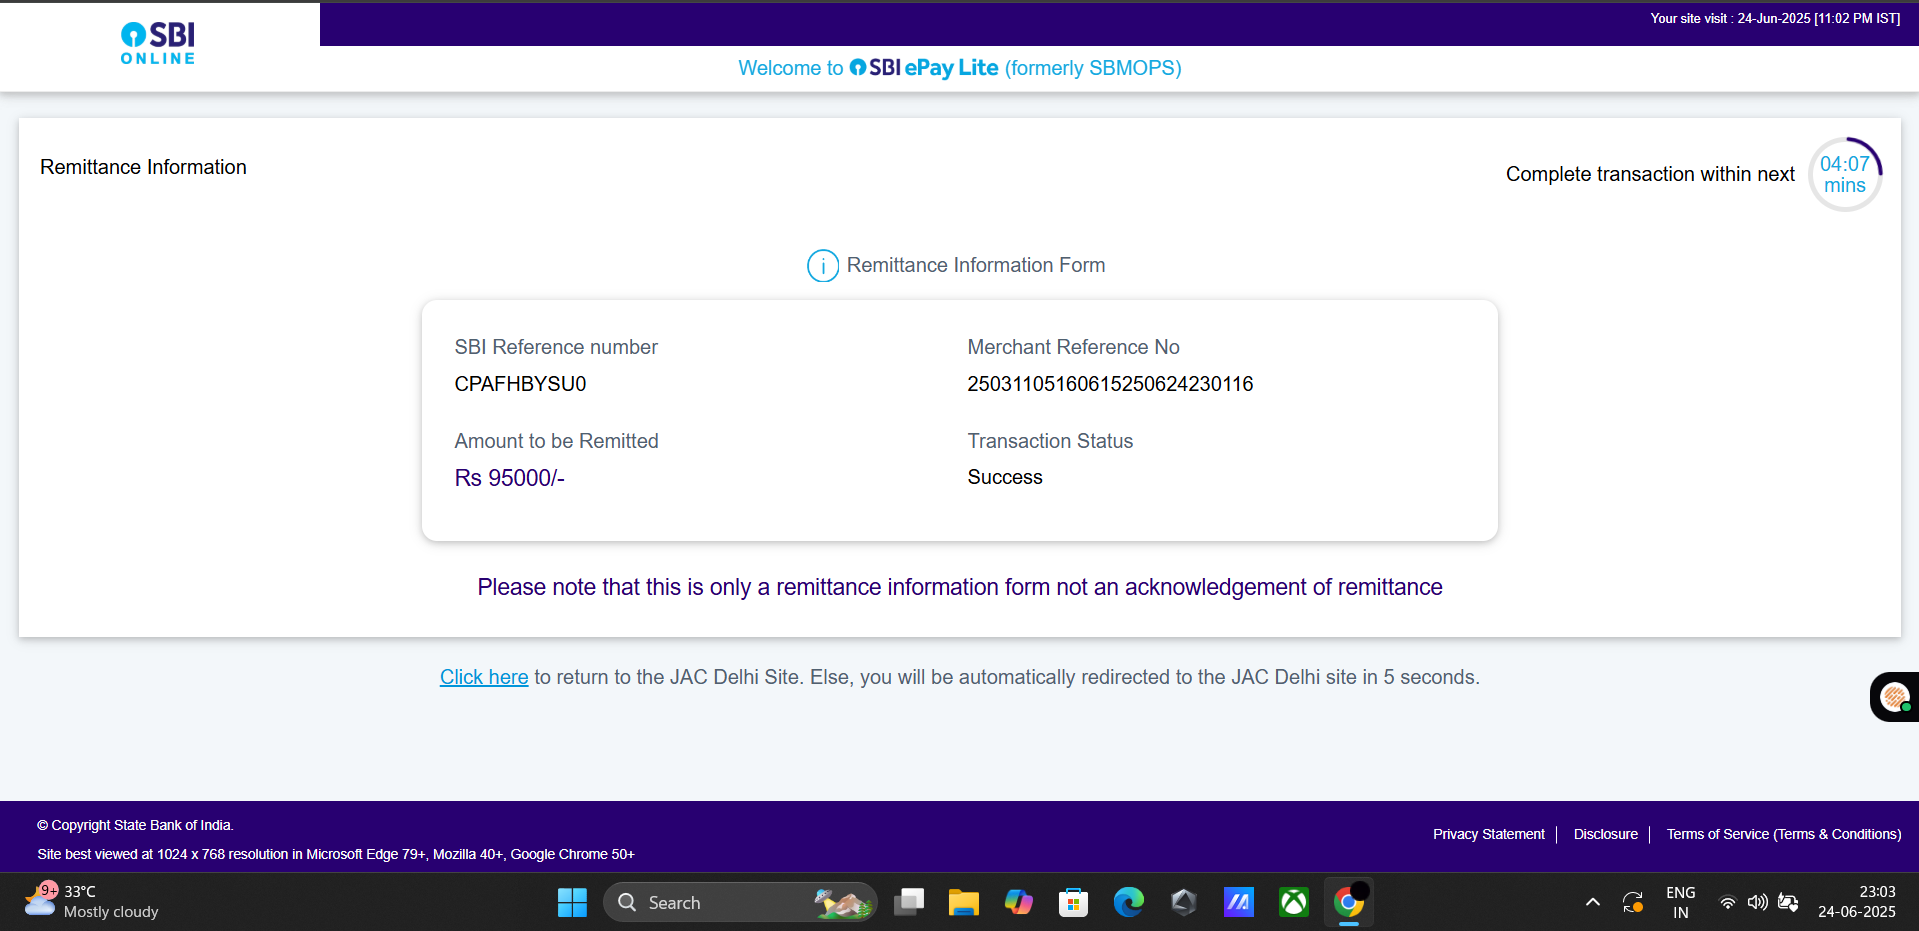 Your site visit : 24-Jun-2025 [11:02 PM IST]
SBI
ONLINE
Welcome to SBI ePay Lite (formerly SBMOPS)
Remittance Information
Complete transaction within next
04:07
mins
i Remittance Information Form
SBI Reference number
CPAFHBYSU0
Merchant Reference No
25031105160615250624230116
Amount to be Remitted
Rs 95000/-
Transaction Status
Success
Please note that this is only a remittance information form not an acknowledgement of remittance
Click here to return to the JAC Delhi Site. Else, you will be automatically redirected to the JAC Delhi site in 5 seconds.
© Copyright State Bank of India.
Site best viewed at 1024 x 768 resolution in Microsoft Edge 79+, Mozilla 40+, Google Chrome 50+
Privacy Statement
Disclosure
Terms of Service (Terms & Conditions)
9+
33°C
Mostly cloudy
Search
ENG
IN
23:03
24-06-2025